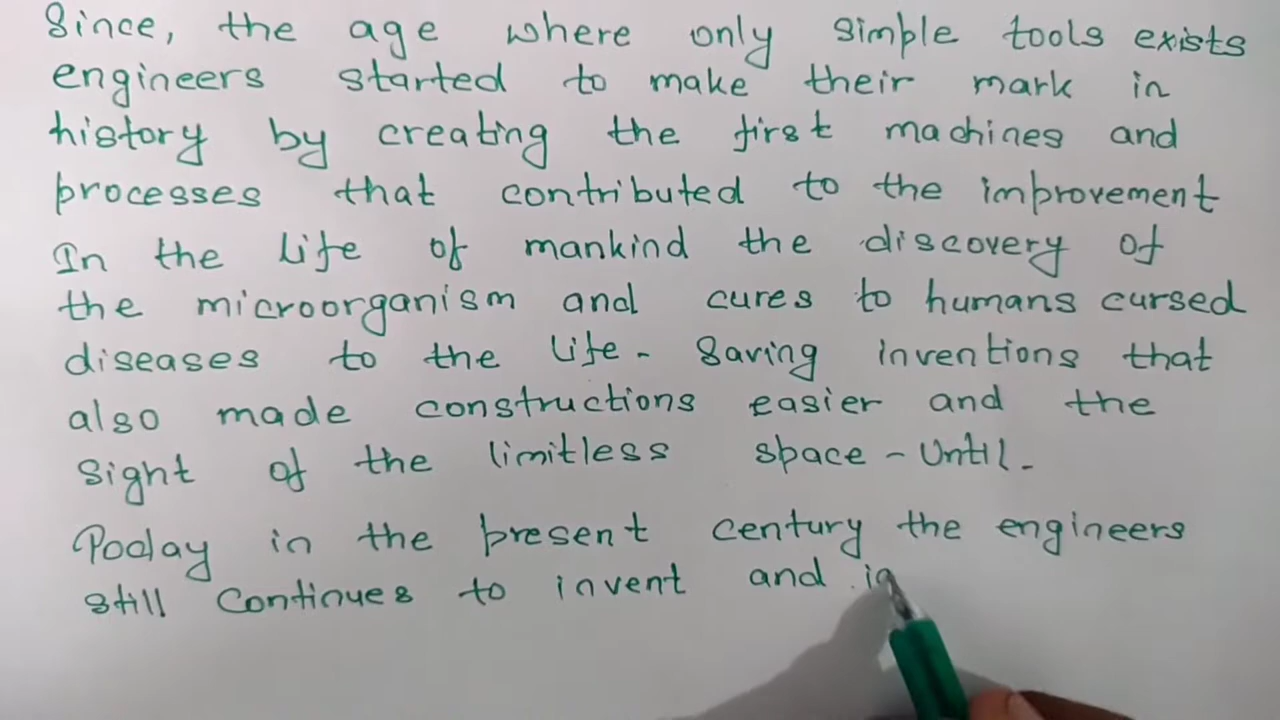 Since, the age where only simple tools exists
engineers started to make their mark in
history by creating the first machines and
processes that contributed to the improvement
In the life of mankind the discovery of
the microorganism and cures to humans cursed
diseases to the life - saving inventions that
also made constructions easier and the
sight of the limitless space - Until -
Poday in the present century the engineers
still continues to invent and